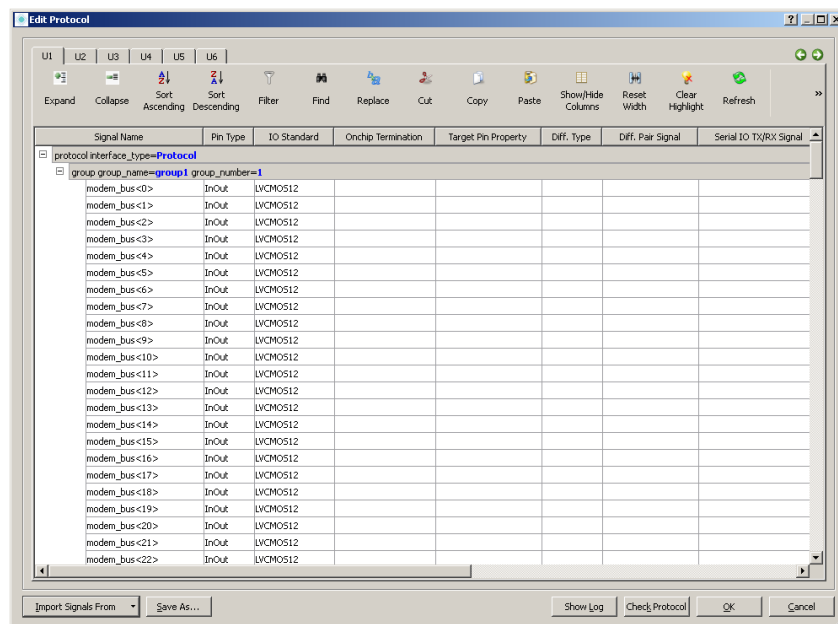 Edit Protocol
U1 U2 U3 U4 U5 U6
Expand Collapse Sort Ascending Sort Descending Filter Find Replace Cut Copy Paste Show/Hide Columns Reset Width Clear Highlight Refresh »
Signal Name Pin Type IO Standard Onchip Termination Target Pin Property Diff. Type Diff. Pair Signal Serial IO TX/RX Signal
protocol interface_type=Protocol
group group_name=group1 group_number=1
modem_bus<0> InOut LVCMOS12
modem_bus<1> InOut LVCMOS12
modem_bus<2> InOut LVCMOS12
modem_bus<3> InOut LVCMOS12
modem_bus<4> InOut LVCMOS12
modem_bus<5> InOut LVCMOS12
modem_bus<6> InOut LVCMOS12
modem_bus<7> InOut LVCMOS12
modem_bus<8> InOut LVCMOS12
modem_bus<9> InOut LVCMOS12
modem_bus<10> InOut LVCMOS12
modem_bus<11> InOut LVCMOS12
modem_bus<12> InOut LVCMOS12
modem_bus<13> InOut LVCMOS12
modem_bus<14> InOut LVCMOS12
modem_bus<15> InOut LVCMOS12
modem_bus<16> InOut LVCMOS12
modem_bus<17> InOut LVCMOS12
modem_bus<18> InOut LVCMOS12
modem_bus<19> InOut LVCMOS12
modem_bus<20> InOut LVCMOS12
modem_bus<21> InOut LVCMOS12
modem_bus<22> InOut LVCMOS12
Import Signals From Save As... Show Log Check Protocol OK Cancel